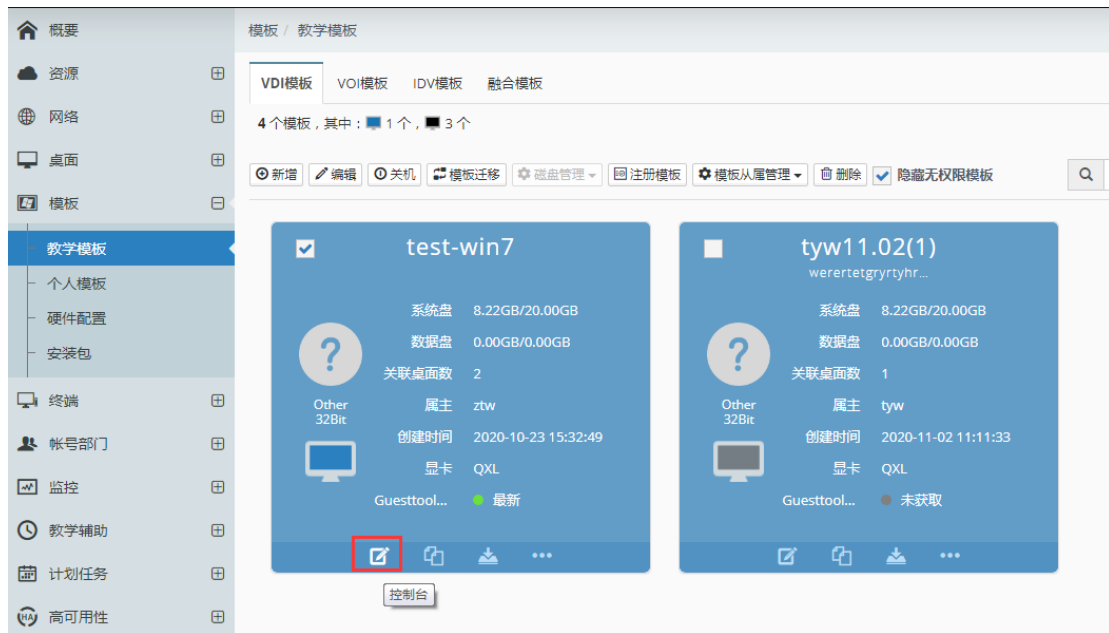 概要
资源
网络
桌面
模板
教学模板
个人模板
硬件配置
安装包
终端
帐号部门
监控
教学辅助
计划任务
HA 高可用性
模板 / 教学模板
VDI模板 VOI模板 IDV模板 融合模板
4 个模板，其中： 1 个， 3 个
新增 编辑 关机 模板迁移 磁盘管理 注册模板 模板从属管理 删除 隐藏无权限模板
test-win7
系统盘 8.22GB/20.00GB
数据盘 0.00GB/0.00GB
关联桌面数 2
Other
32Bit
属主 ztw
创建时间 2020-10-23 15:32:49
显卡 QXL
Guesttool... 最新
控制台
tyw11.02(1)
werertetgryrtyhr...
系统盘 8.22GB/20.00GB
数据盘 0.00GB/0.00GB
关联桌面数 1
Other
32Bit
属主 tyw
创建时间 2020-11-02 11:11:33
显卡 QXL
Guesttool... 未获取